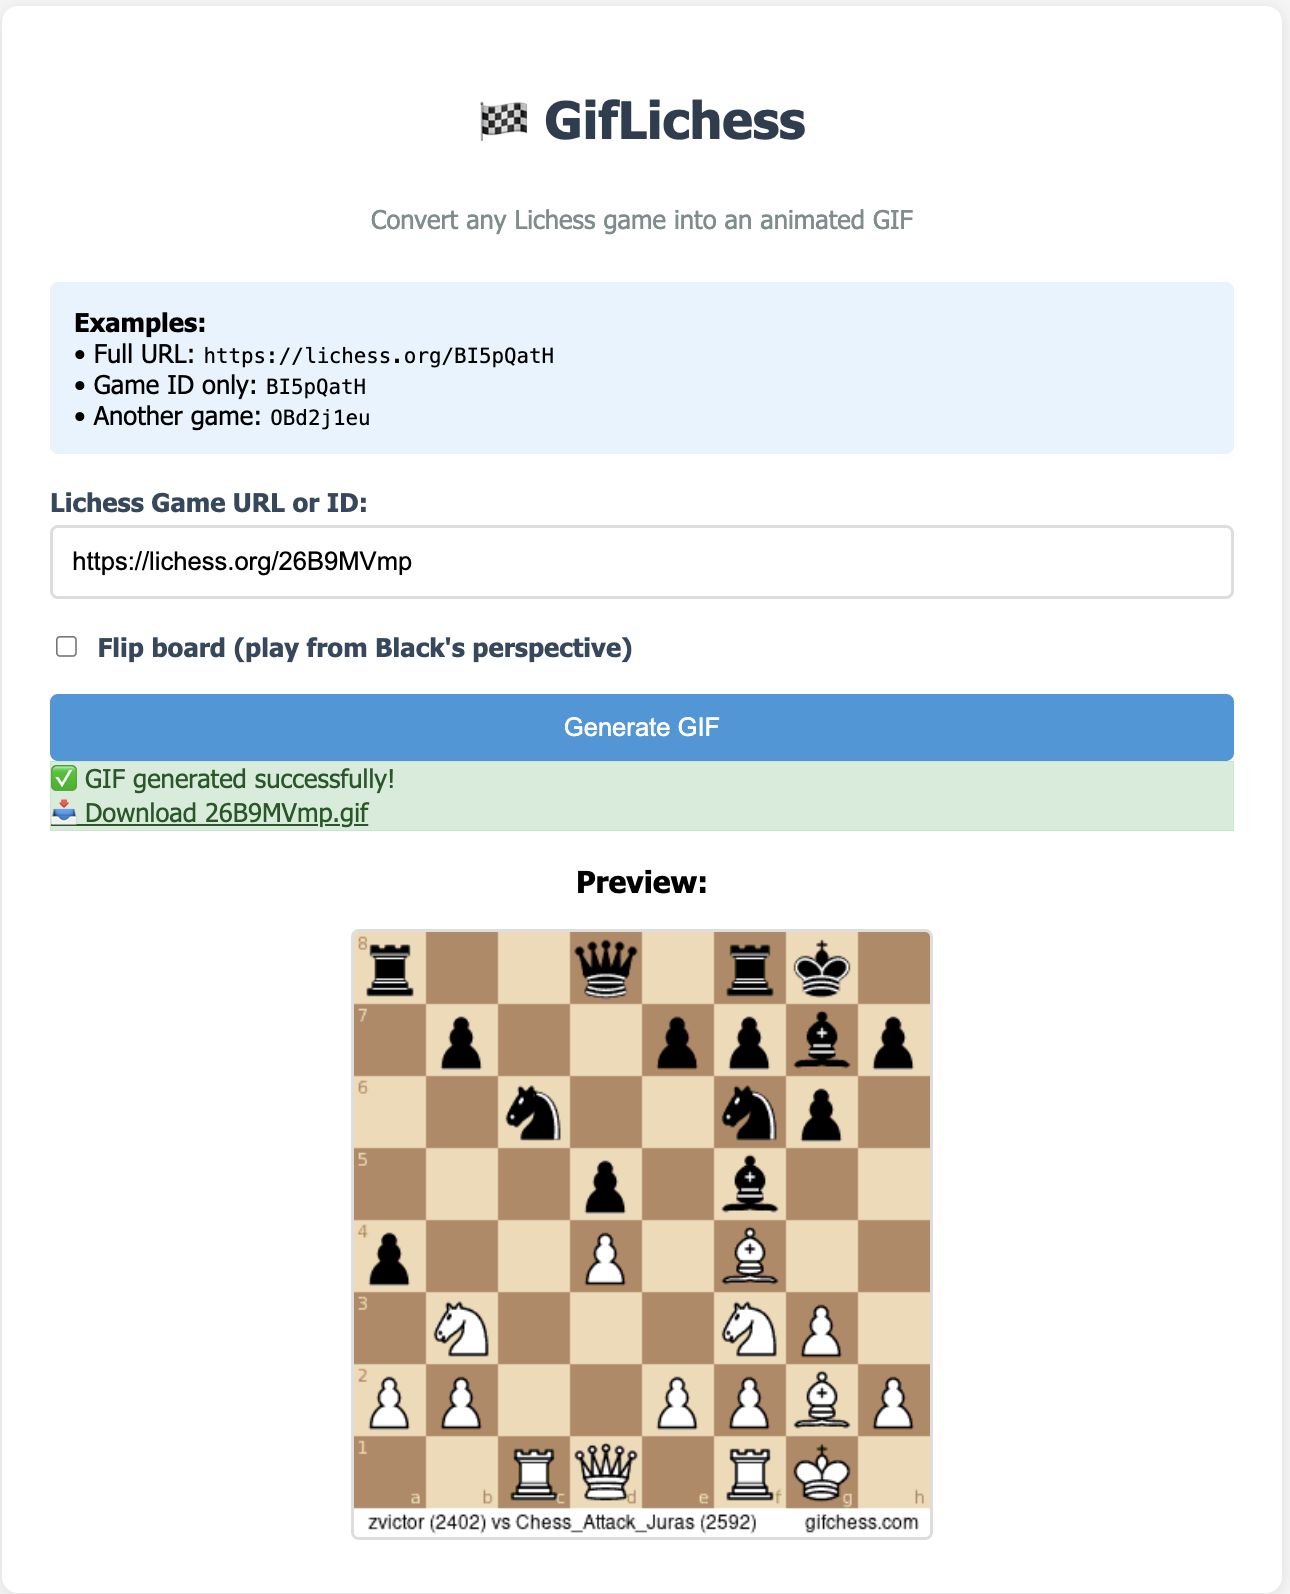 GifLichess
Convert any Lichess game into an animated GIF
Examples:
• Full URL: https://lichess.org/BI5pQatH
• Game ID only: BI5pQatH
• Another game: OBd2j1eu
Lichess Game URL or ID:
https://lichess.org/26B9MVmp
Flip board (play from Black's perspective)
Generate GIF
✅ GIF generated successfully!
📥 Download 26B9MVmp.gif
Preview:
8
7
6
5
4
3
2
1
a b c d e f g h
zvictor (2402) vs Chess_Attack_Juras (2592) gifchess.com